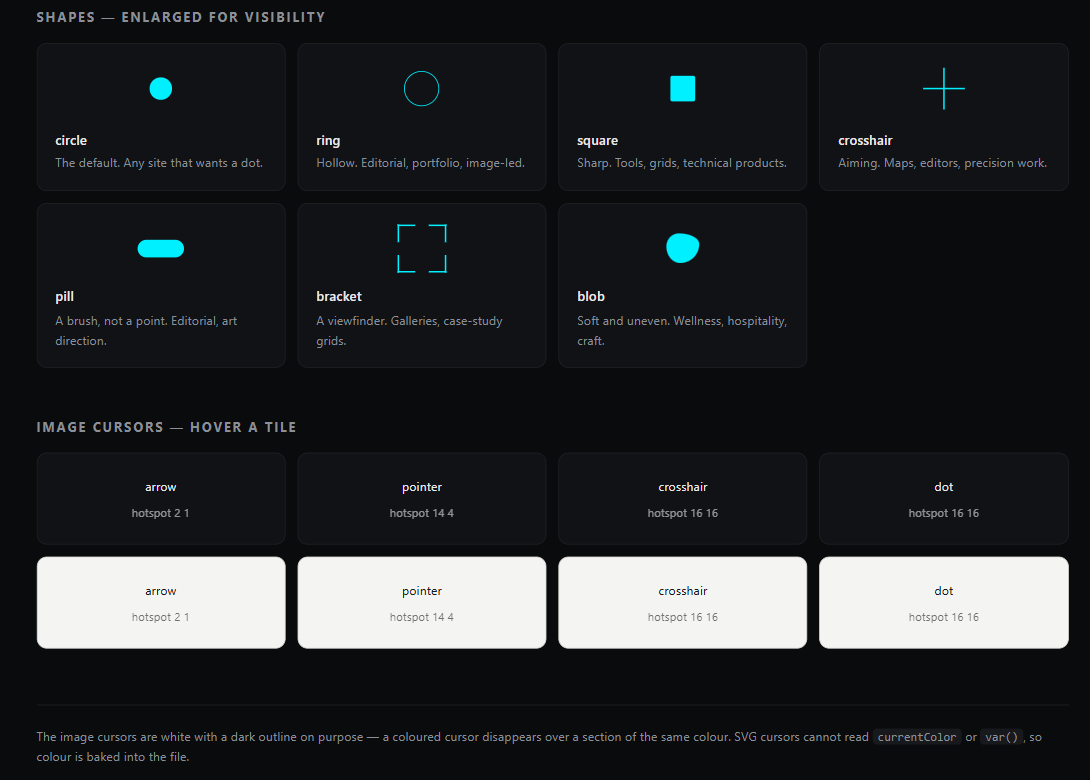 SHAPES — ENLARGED FOR VISIBILITY
circle
The default. Any site that wants a dot.
ring
Hollow. Editorial, portfolio, image-led.
square
Sharp. Tools, grids, technical products.
crosshair
Aiming. Maps, editors, precision work.
pill
A brush, not a point. Editorial, art
direction.
bracket
A viewfinder. Galleries, case-study
grids.
blob
Soft and uneven. Wellness, hospitality,
craft.
IMAGE CURSORS — HOVER A TILE
arrow
hotspot 2 1
pointer
hotspot 14 4
crosshair
hotspot 16 16
dot
hotspot 16 16
arrow
hotspot 2 1
pointer
hotspot 14 4
crosshair
hotspot 16 16
dot
hotspot 16 16
The image cursors are white with a dark outline on purpose — a coloured cursor disappears over a section of the same colour. SVG cursors cannot read currentColor or var(), so
colour is baked into the file.